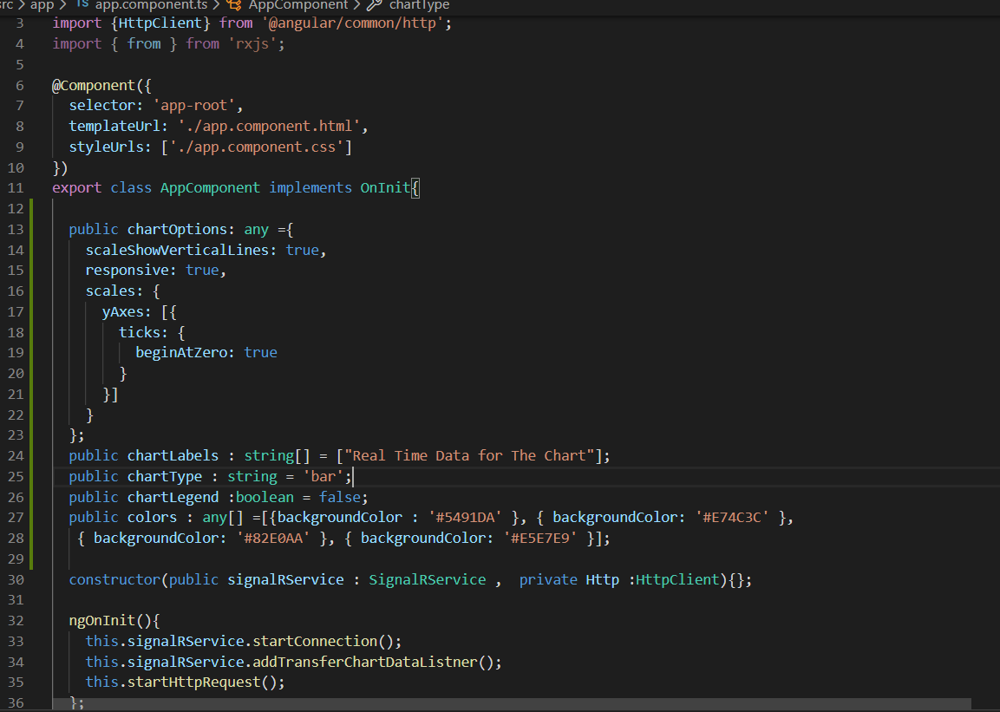 src > app > TS app.component.ts > AppComponent > chartType
3 import {HttpClient} from '@angular/common/http';
4 import { from } from 'rxjs';
5
6 @Component({
7   selector: 'app-root',
8   templateUrl: './app.component.html',
9   styleUrls: ['./app.component.css']
10 })
11 export class AppComponent implements OnInit{
12
13   public chartOptions: any ={
14     scaleShowVerticalLines: true,
15     responsive: true,
16     scales: {
17       yAxes: [{
18         ticks: {
19           beginAtZero: true
20         }
21       }]
22     }
23   };
24   public chartLabels : string[] = ["Real Time Data for The Chart"];
25   public chartType : string = 'bar';
26   public chartLegend :boolean = false;
27   public colors : any[] =[{backgroundColor : '#5491DA' }, { backgroundColor: '#E74C3C' },
28    { backgroundColor: '#82E0AA' }, { backgroundColor: '#E5E7E9' }];
29
30   constructor(public signalRService : SignalRService ,  private Http :HttpClient){};
31
32   ngOnInit(){
33     this.signalRService.startConnection();
34     this.signalRService.addTransferChartDataListner();
35     this.startHttpRequest();
36   };